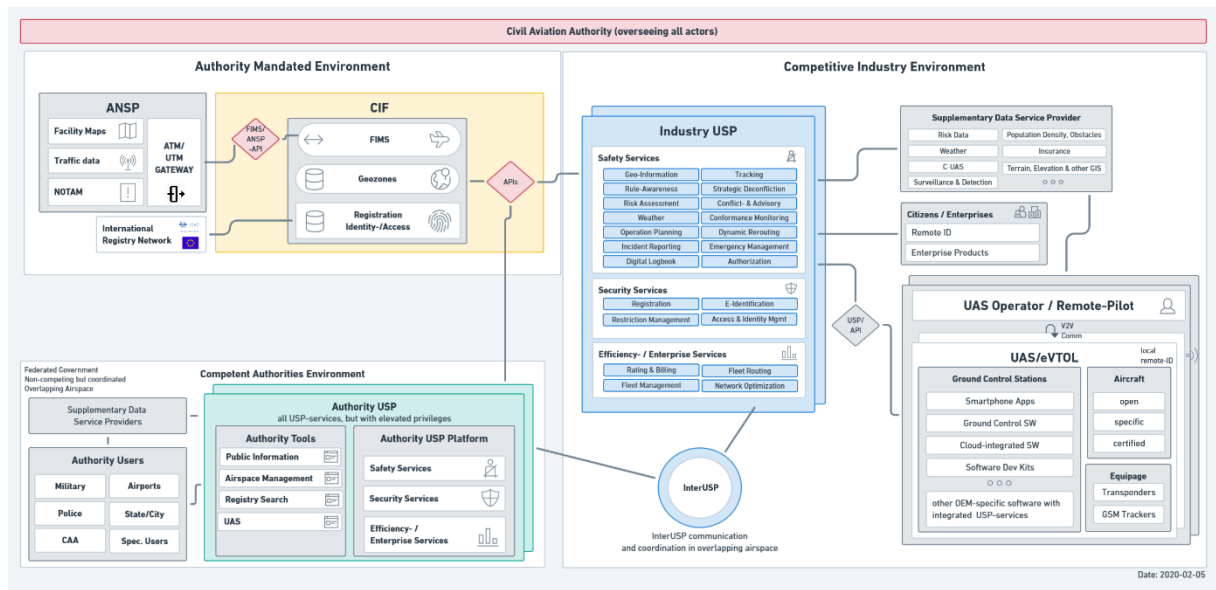 Civil Aviation Authority (overseeing all actors)
Authority Mandated Environment
ANSP
Facility Maps
Traffic data
NOTAM
ATM/
UTM
GATEWAY
FIMS/
ANSP
-API
CIF
FIMS
Geozones
Registration
Identity-/Access
APIs
International
Registry Network
Competitive Industry Environment
Industry USP
Safety Services
Geo-Information
Tracking
Rule-Awareness
Strategic Deconfliction
Risk Assessment
Conflict- & Advisory
Weather
Conformance Monitoring
Operation Planning
Dynamic Rerouting
Incident Reporting
Emergency Management
Digital Logbook
Authorization
Security Services
Registration
E-Identification
Restriction Management
Access & Identity Mgmt
Efficiency- / Enterprise Services
Rating & Billing
Fleet Routing
Fleet Management
Network Optimization
Supplementary Data Service Provider
Risk Data
Population Density, Obstacles
Weather
Insurance
C-UAS
Terrain, Elevation & other GIS
Surveillance & Detection
Citizens / Enterprises
Remote ID
Enterprise Products
USP/
API
UAS Operator / Remote-Pilot
V2V
Comm
UAS/eVTOL
local
remote-ID
Ground Control Stations
Smartphone Apps
Ground Control SW
Cloud-integrated SW
Software Dev Kits
other OEM-specific software with
integrated USP-services
Aircraft
open
specific
certified
Equipage
Transponders
GSM Trackers
Federated Government
Non-competing but coordinated
Overlapping Airspace
Competent Authorities Environment
Supplementary Data
Service Providers
Authority Users
Military
Airports
Police
State/City
CAA
Spec. Users
Authority USP
all USP-services, but with elevated privileges
Authority Tools
Public Information
Airspace Management
Registry Search
UAS
Authority USP Platform
Safety Services
Security Services
Efficiency- /
Enterprise Services
InterUSP
InterUSP communication
and coordination in overlapping airspace
Date: 2020-02-05